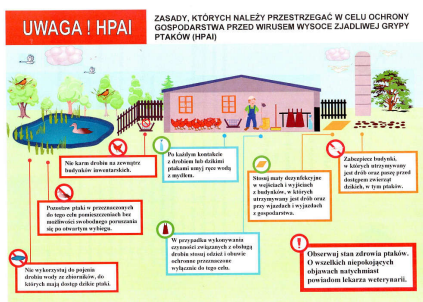 UWAGA ! HPAI
ZASADY, KTÓRYCH NALEŻY PRZESTRZEGAĆ W CELU OCHRONY
GOSPODARSTWA PRZED WIRUSEM WYSOCE ZJADLIWEJ GRYPY
PTAKÓW (HPAI)
Nie karm drobiu na zewnątrz
budynków inwentarskich.
Po każdym kontakcie
z drobiem lub dzikimi
ptakami umyj ręce wodą
z mydłem.
Zabezpiecz budynki,
w których utrzymywany
jest drób oraz paszę przed
dostępem zwierząt
dzikich, w tym ptaków.
Stosuj maty dezynfekcyjne
w wejściach i wyjściach
z budynków, w których
utrzymywany jest drób oraz
przy wjazdach i wyjazdach
z gospodarstwa.
Pozostaw ptaki w przeznaczonych
do tego celu pomieszczeniach bez
możliwości swobodnego poruszania
się po otwartym wybiegu.
W przypadku wykonywania
czynności związanych z obsługą
drobiu stosuj odzież i obuwie
ochronne przeznaczone
wyłącznie do tego celu.
Nie wykorzystuj do pojenia
drobiu wody ze zbiorników, do
których mają dostęp dzikie ptaki.
Obserwuj stan zdrowia ptaków.
O wszelkich niepokojących
objawach natychmiast
powiadom lekarza weterynarii.